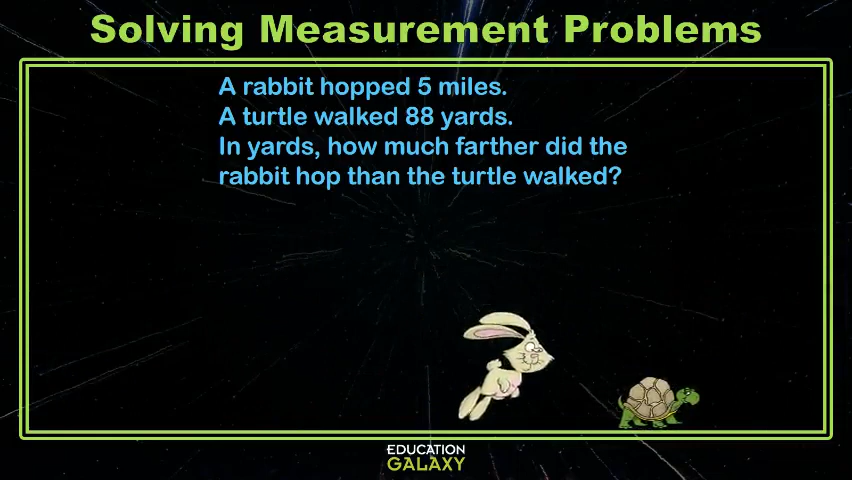 Solving Measurement Problems
A rabbit hopped 5 miles.
A turtle walked 88 yards.
In yards, how much farther did the
rabbit hop than the turtle walked?
EDUCATION
GALAXY